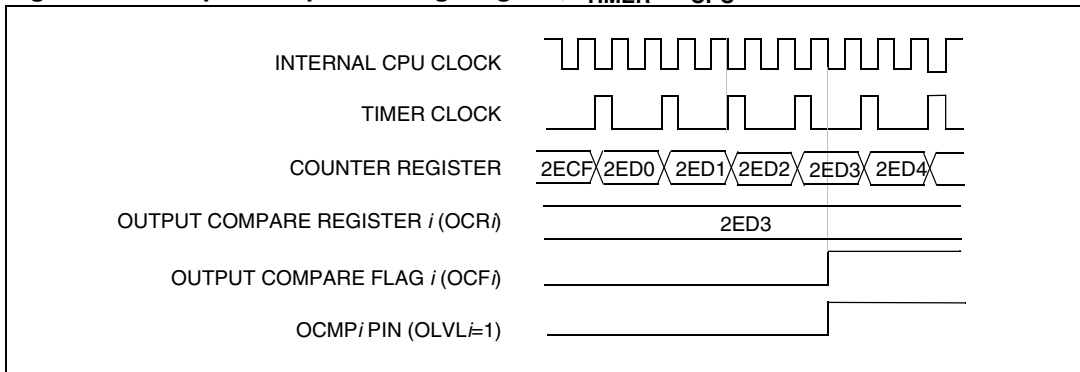 INTERNAL CPU CLOCK
TIMER CLOCK
COUNTER REGISTER 2ECF 2ED0 2ED1 2ED2 2ED3 2ED4
OUTPUT COMPARE REGISTER i (OCRi) 2ED3
OUTPUT COMPARE FLAG i (OCFi)
OCMPi PIN (OLVLi=1)